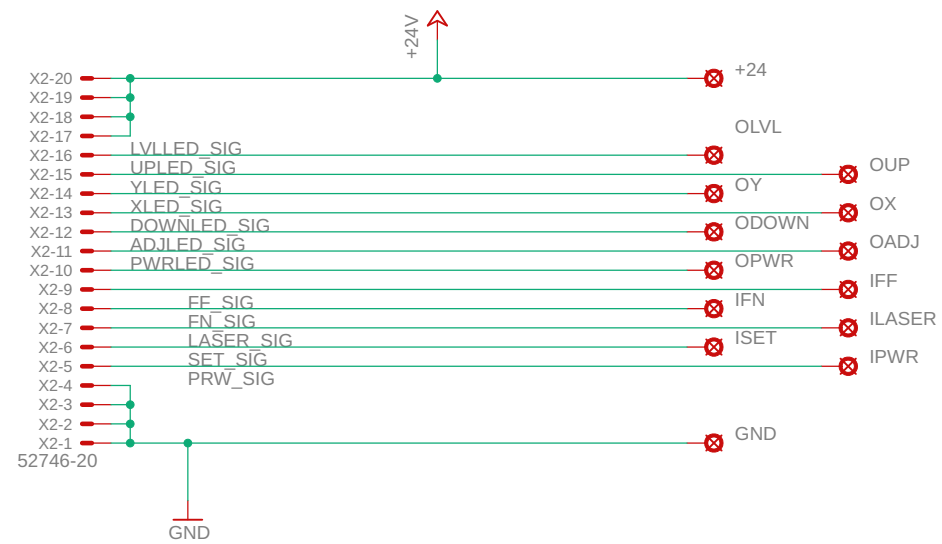 +24V
X2-20
+24
X2-19
X2-18
X2-17
OLVL
X2-16
LVLLED_SIG
X2-15
UPLED_SIG
OUP
X2-14
YLED_SIG
OY
X2-13
XLED_SIG
OX
X2-12
DOWNLED_SIG
ODOWN
X2-11
ADJLED_SIG
OADJ
X2-10
PWRLED_SIG
OPWR
X2-9
IFF
X2-8
FF_SIG
IFN
X2-7
FN_SIG
ILASER
X2-6
LASER_SIG
ISET
X2-5
SET_SIG
IPWR
X2-4
PRW_SIG
X2-3
X2-2
X2-1
GND
52746-20
GND